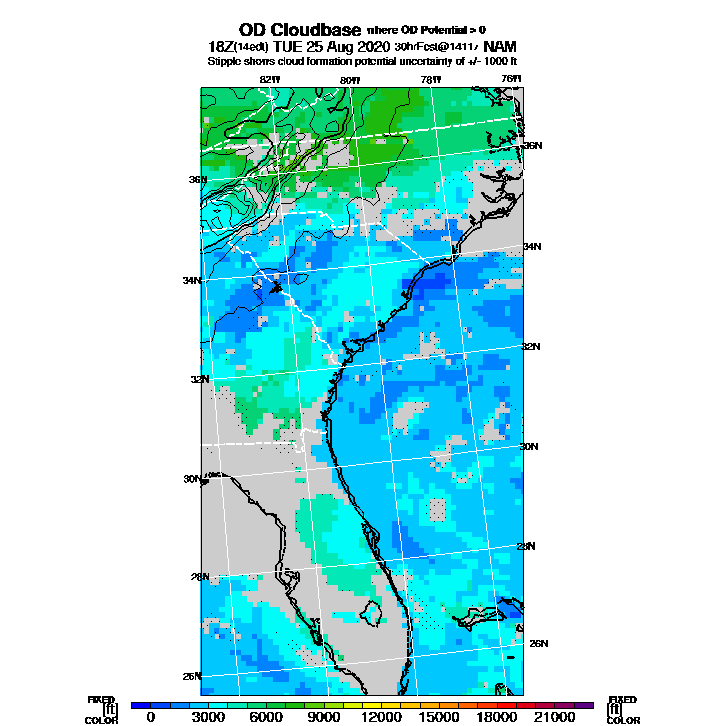 OD Cloudbase where OD Potential > 0
18Z(14edt) TUE 25 Aug 2020 30hrFcst@1411z NAM
Stipple shows cloud formation potential uncertainty of +/- 1000 ft
82W 80W 78W 76W
36N
36N
34N
34N
32N
32N
30N
30N
28N
28N
26N
26N
FIXED [ft] COLOR
0 3000 6000 9000 12000 15000 18000 21000
FIXED [ft] COLOR